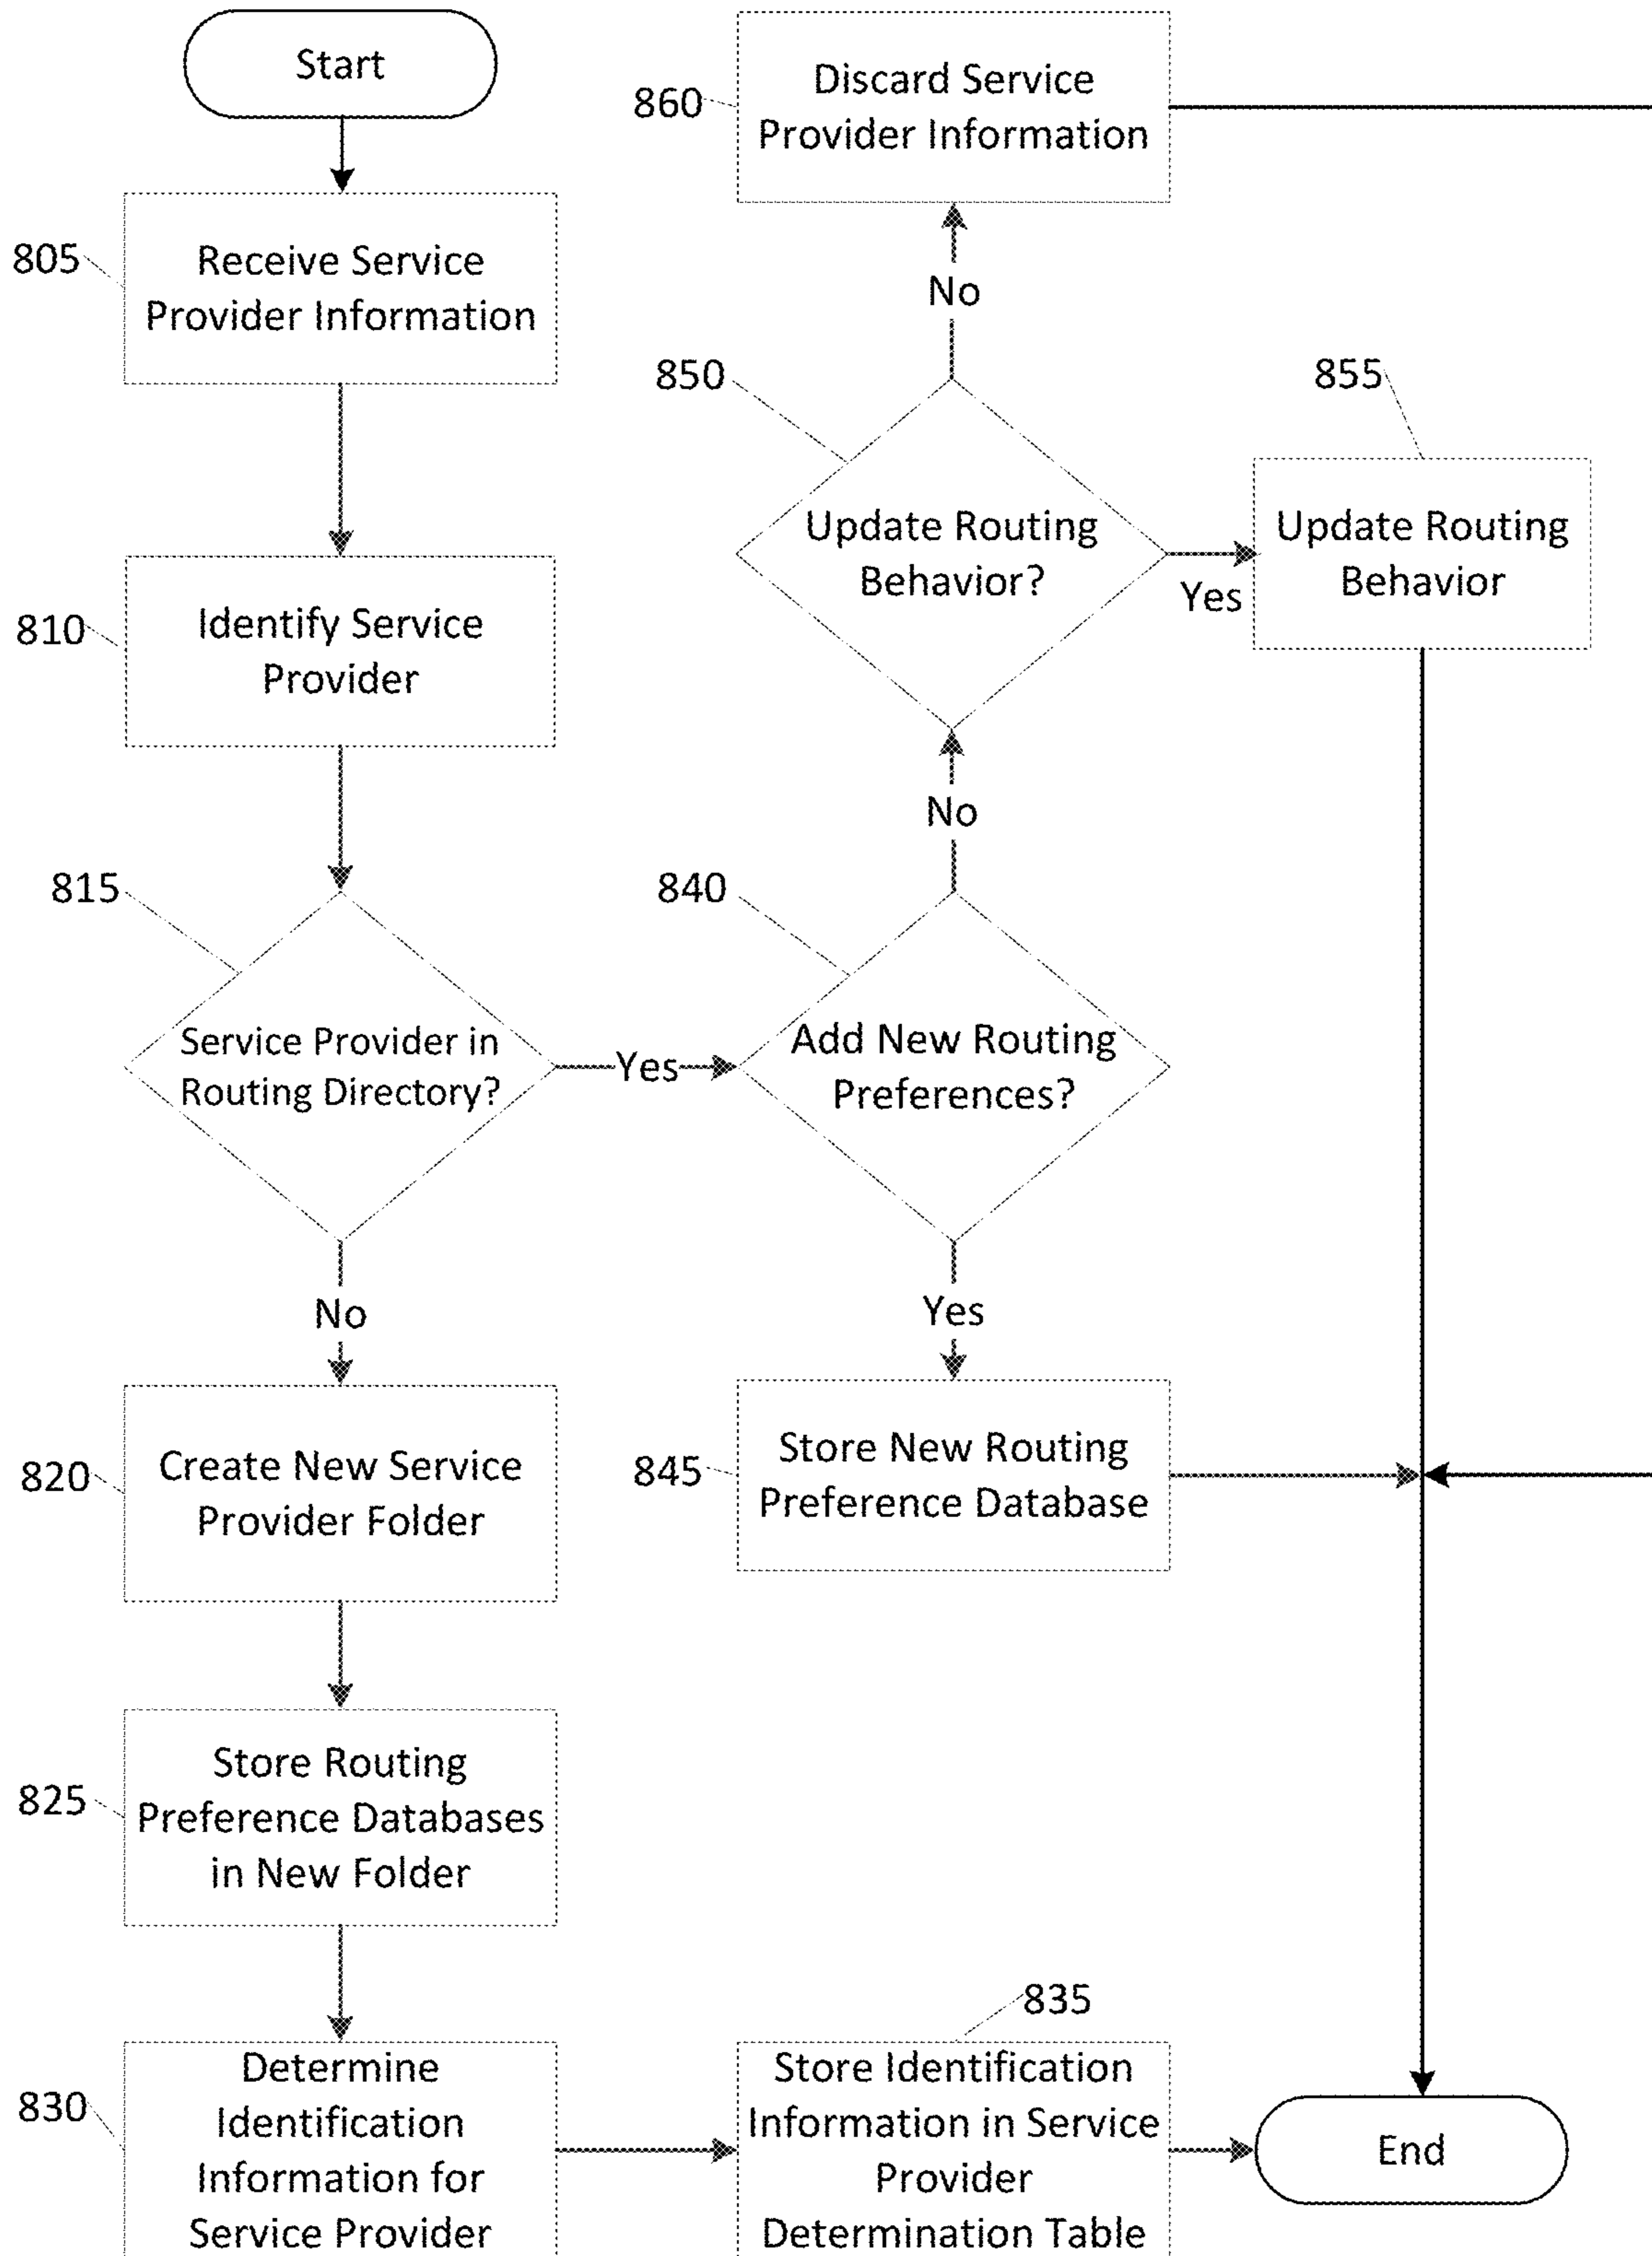 Start
805
Receive Service
Provider Information
810
Identify Service
Provider
815
Service Provider in
Routing Directory?
Yes
No
820
Create New Service
Provider Folder
825
Store Routing
Preference Databases
in New Folder
830
Determine
Identification
Information for
Service Provider
835
Store Identification
Information in Service
Provider
Determination Table
840
Add New Routing
Preferences?
No
Yes
845
Store New Routing
Preference Database
850
Update Routing
Behavior?
No
Yes
855
Update Routing
Behavior
860
Discard Service
Provider Information
End